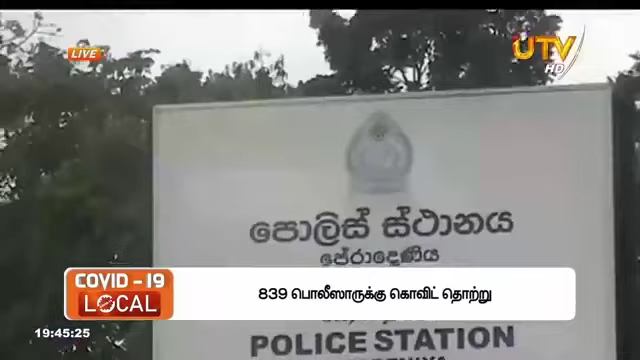 LIVE
UTV
HD
පොලිස් ස්ථානය
පේරාදෙණිය
COVID - 19
LOCAL
839 பொலீஸாருக்கு கொவிட் தொற்று
19:45:25
POLICE STATION